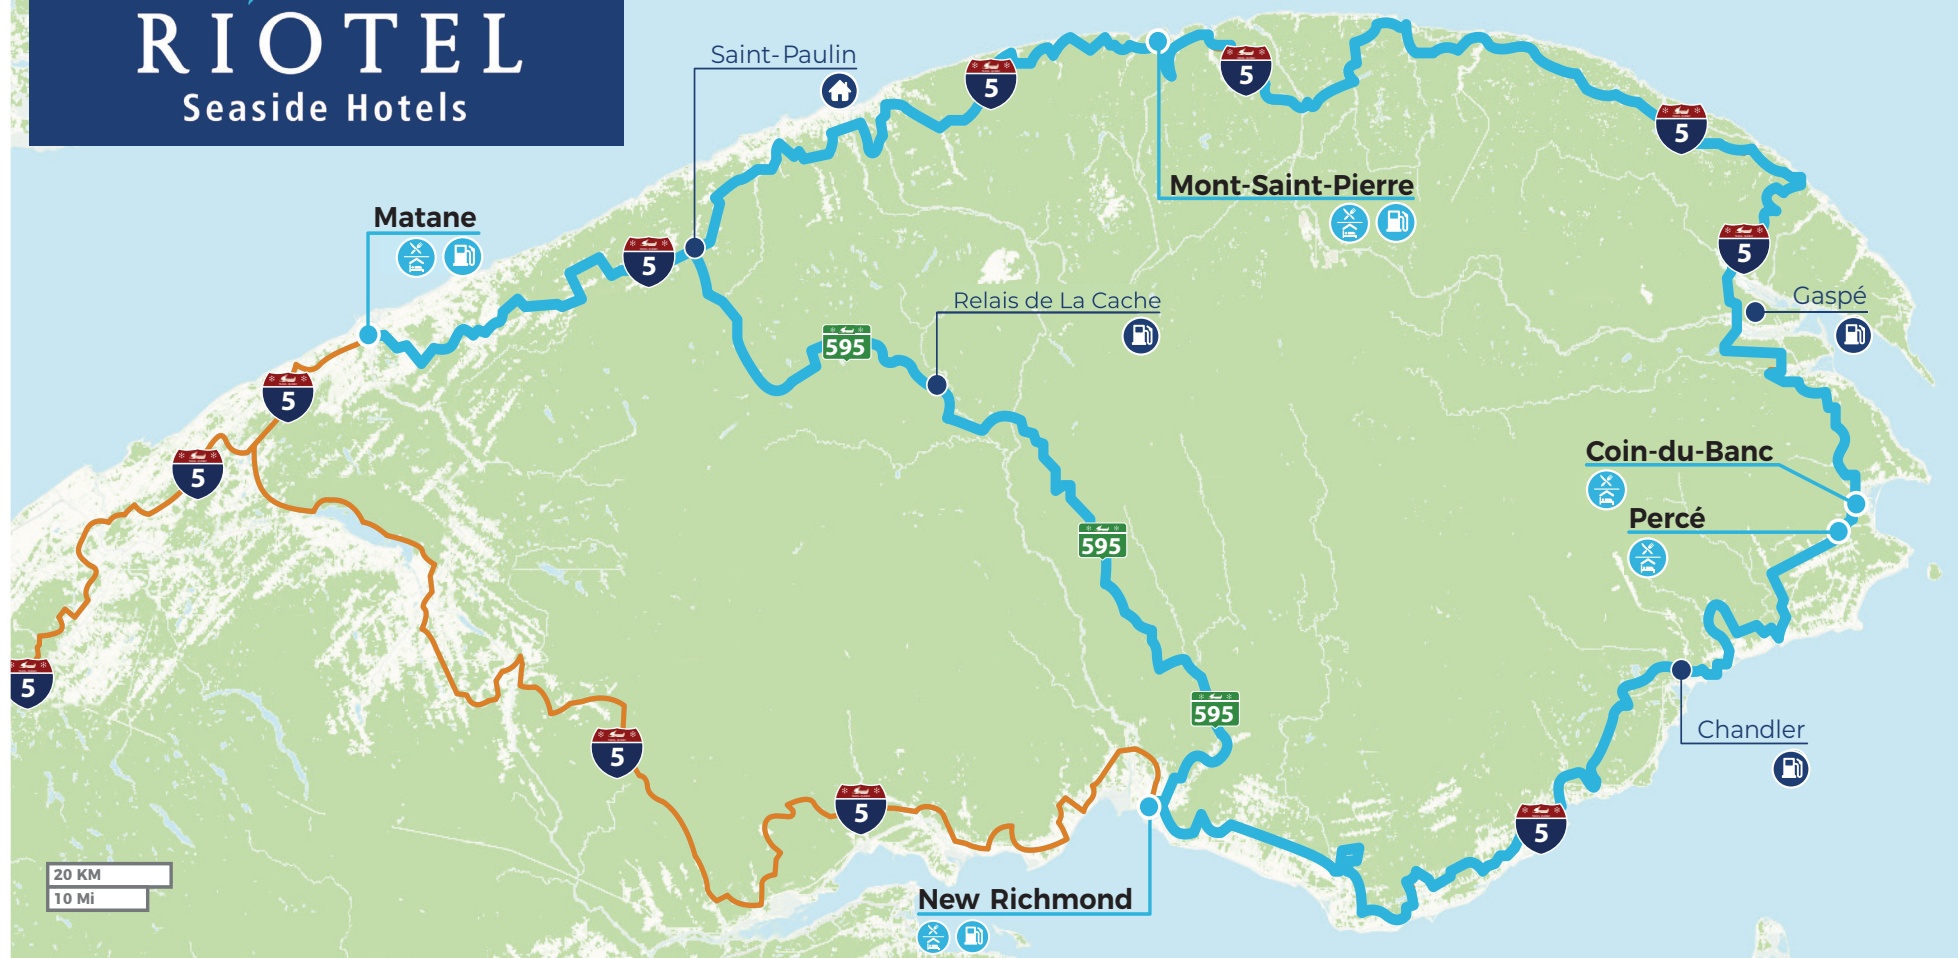 RIOTEL
Seaside Hotels
Saint-Paulin
5
5
5
Mont-Saint-Pierre
Matane
5
5
Relais de La Cache
Gaspé
595
5
5
Coin-du-Banc
Percé
595
5
595
Chandler
5
5
5
20 KM
10 Mi
New Richmond